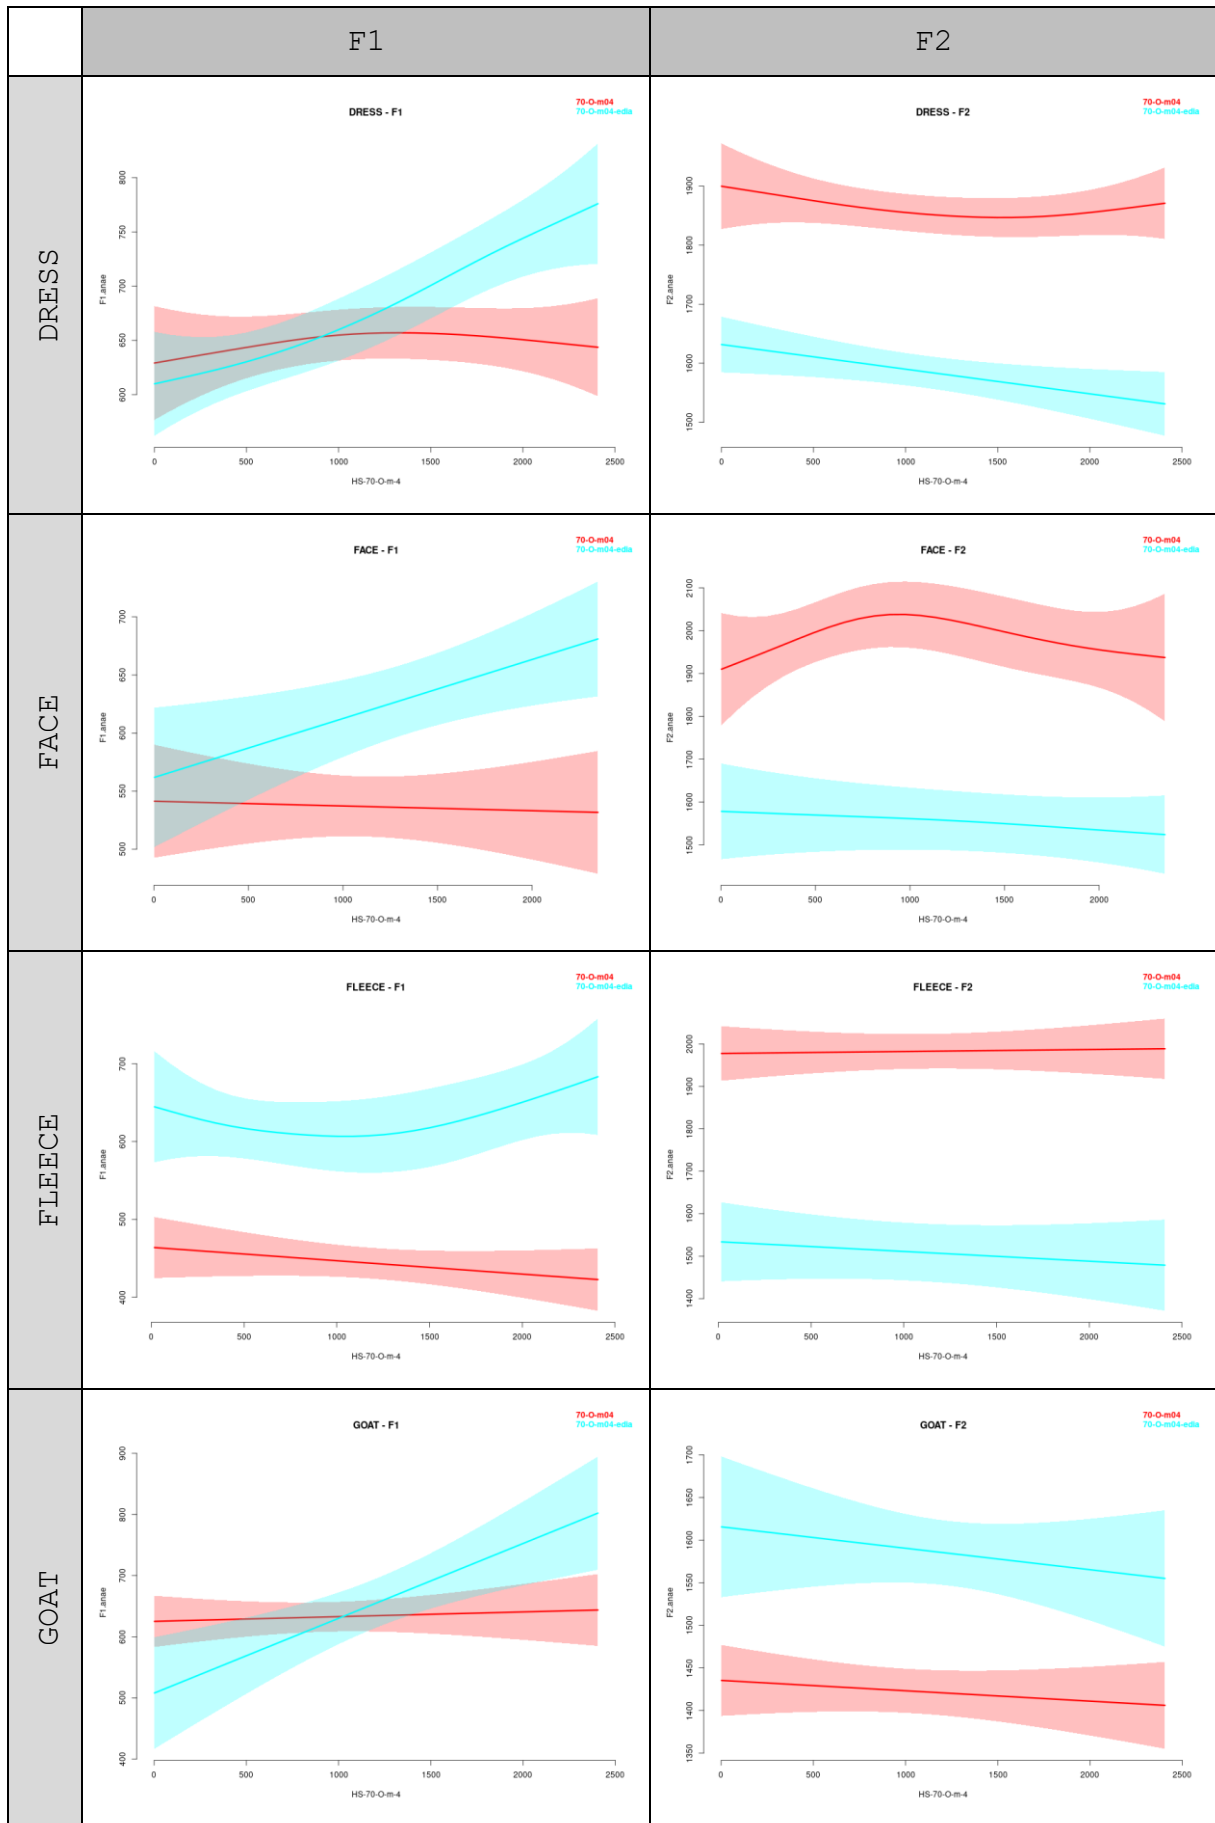 F1 F2
DRESS
DRESS - F1
70-O-m04
70-O-m04-edia
F1.anae
800
750
700
650
600
0 500 1000 1500 2000 2500
HS-70-O-m-4
DRESS - F2
70-O-m04
70-O-m04-edia
F2.anae
1900
1800
1700
1600
1500
0 500 1000 1500 2000 2500
HS-70-O-m-4
FACE
FACE - F1
70-O-m04
70-O-m04-edia
F1.anae
700
650
600
550
500
0 500 1000 1500 2000
HS-70-O-m-4
FACE - F2
70-O-m04
70-O-m04-edia
F2.anae
2100
2000
1900
1800
1700
1600
1500
0 500 1000 1500 2000
HS-70-O-m-4
FLEECE
FLEECE - F1
70-O-m04
70-O-m04-edia
F1.anae
700
600
500
400
0 500 1000 1500 2000 2500
HS-70-O-m-4
FLEECE - F2
70-O-m04
70-O-m04-edia
F2.anae
2000
1900
1800
1700
1600
1500
1400
0 500 1000 1500 2000 2500
HS-70-O-m-4
GOAT
GOAT - F1
70-O-m04
70-O-m04-edia
F1.anae
900
800
700
600
500
400
0 500 1000 1500 2000 2500
HS-70-O-m-4
GOAT - F2
70-O-m04
70-O-m04-edia
F2.anae
1700
1650
1600
1550
1500
1450
1400
1350
0 500 1000 1500 2000 2500
HS-70-O-m-4